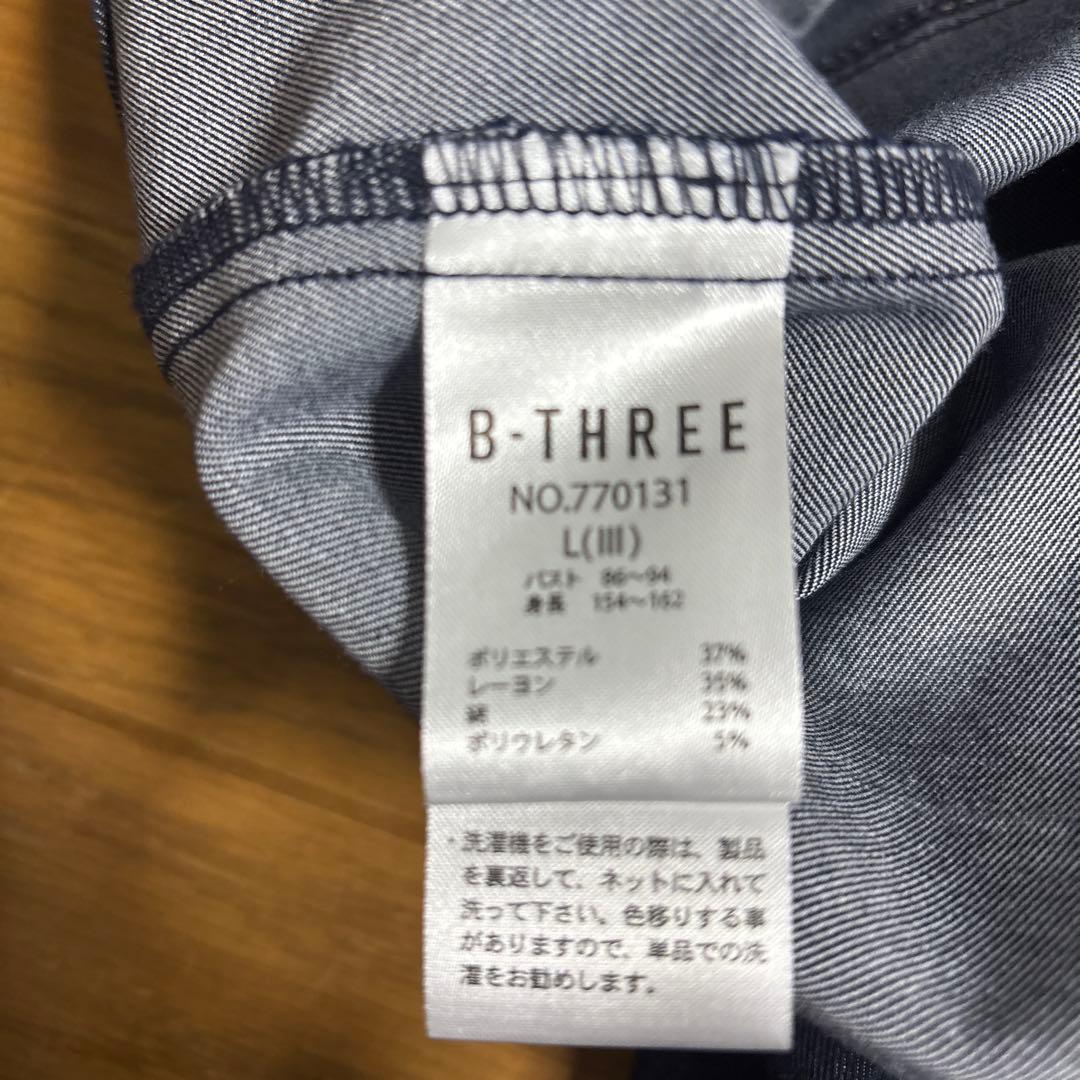 B-THREE
NO.770131
L(III)
バスト 86～94
身長 154～162
ポリエステル 37%
レーヨン 35%
綿 23%
ポリウレタン 5%
・洗濯機をご使用の際は、製品
を裏返して、ネットに入れて
洗って下さい。色移りする事
がありますので、単品での洗
濯をお勧めします。